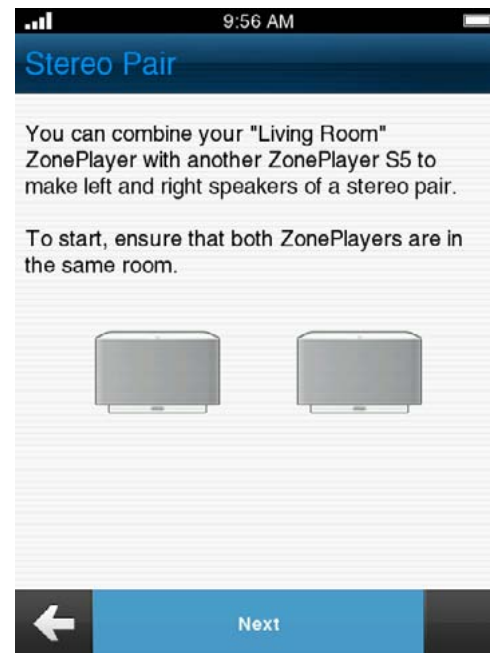 9:56 AM
Stereo Pair
You can combine your "Living Room"
ZonePlayer with another ZonePlayer S5 to
make left and right speakers of a stereo pair.
To start, ensure that both ZonePlayers are in
the same room.
Next